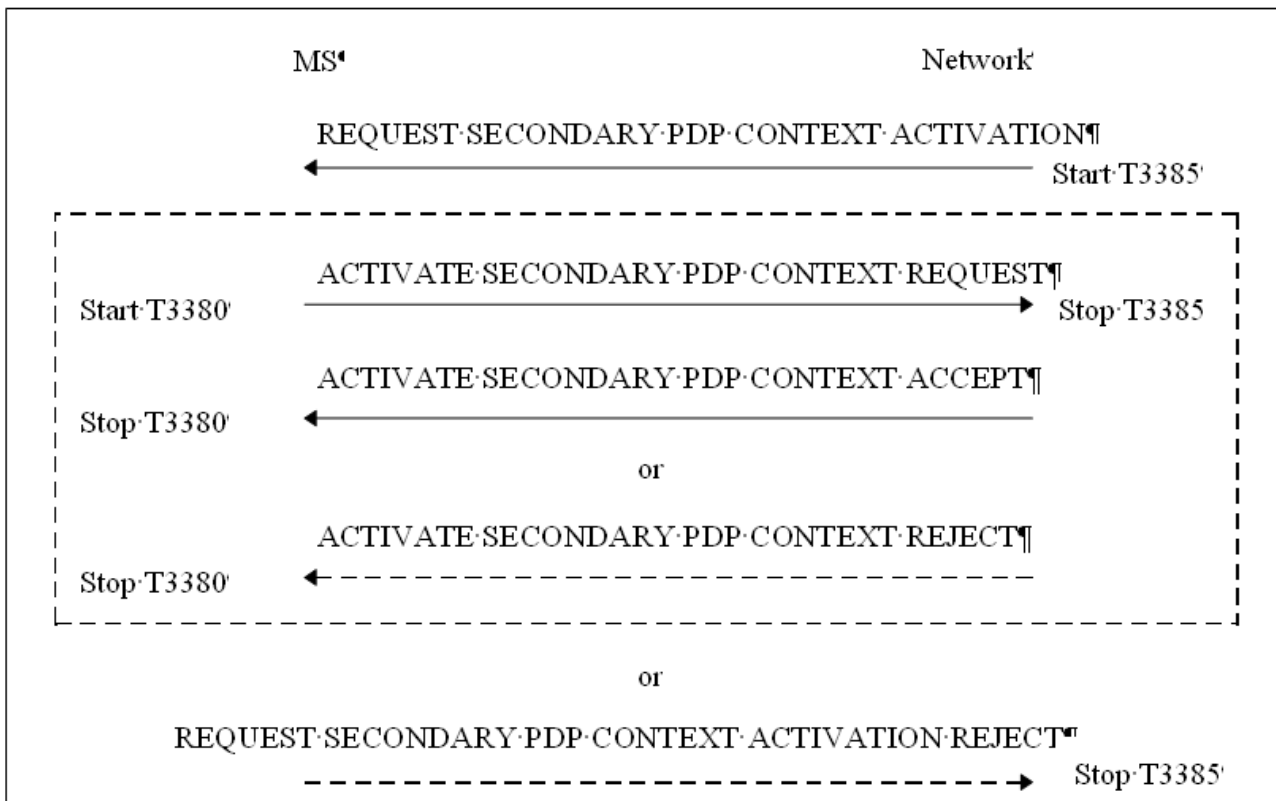 MS Network
REQUEST·SECONDARY·PDP·CONTEXT·ACTIVATION¶
Start·T3385
ACTIVATE·SECONDARY·PDP·CONTEXT·REQUEST¶
Start·T3380 Stop·T3385
ACTIVATE·SECONDARY·PDP·CONTEXT·ACCEPT¶
Stop·T3380
or
ACTIVATE·SECONDARY·PDP·CONTEXT·REJECT¶
Stop·T3380
or
REQUEST·SECONDARY·PDP·CONTEXT·ACTIVATION·REJECT¶
Stop·T3385